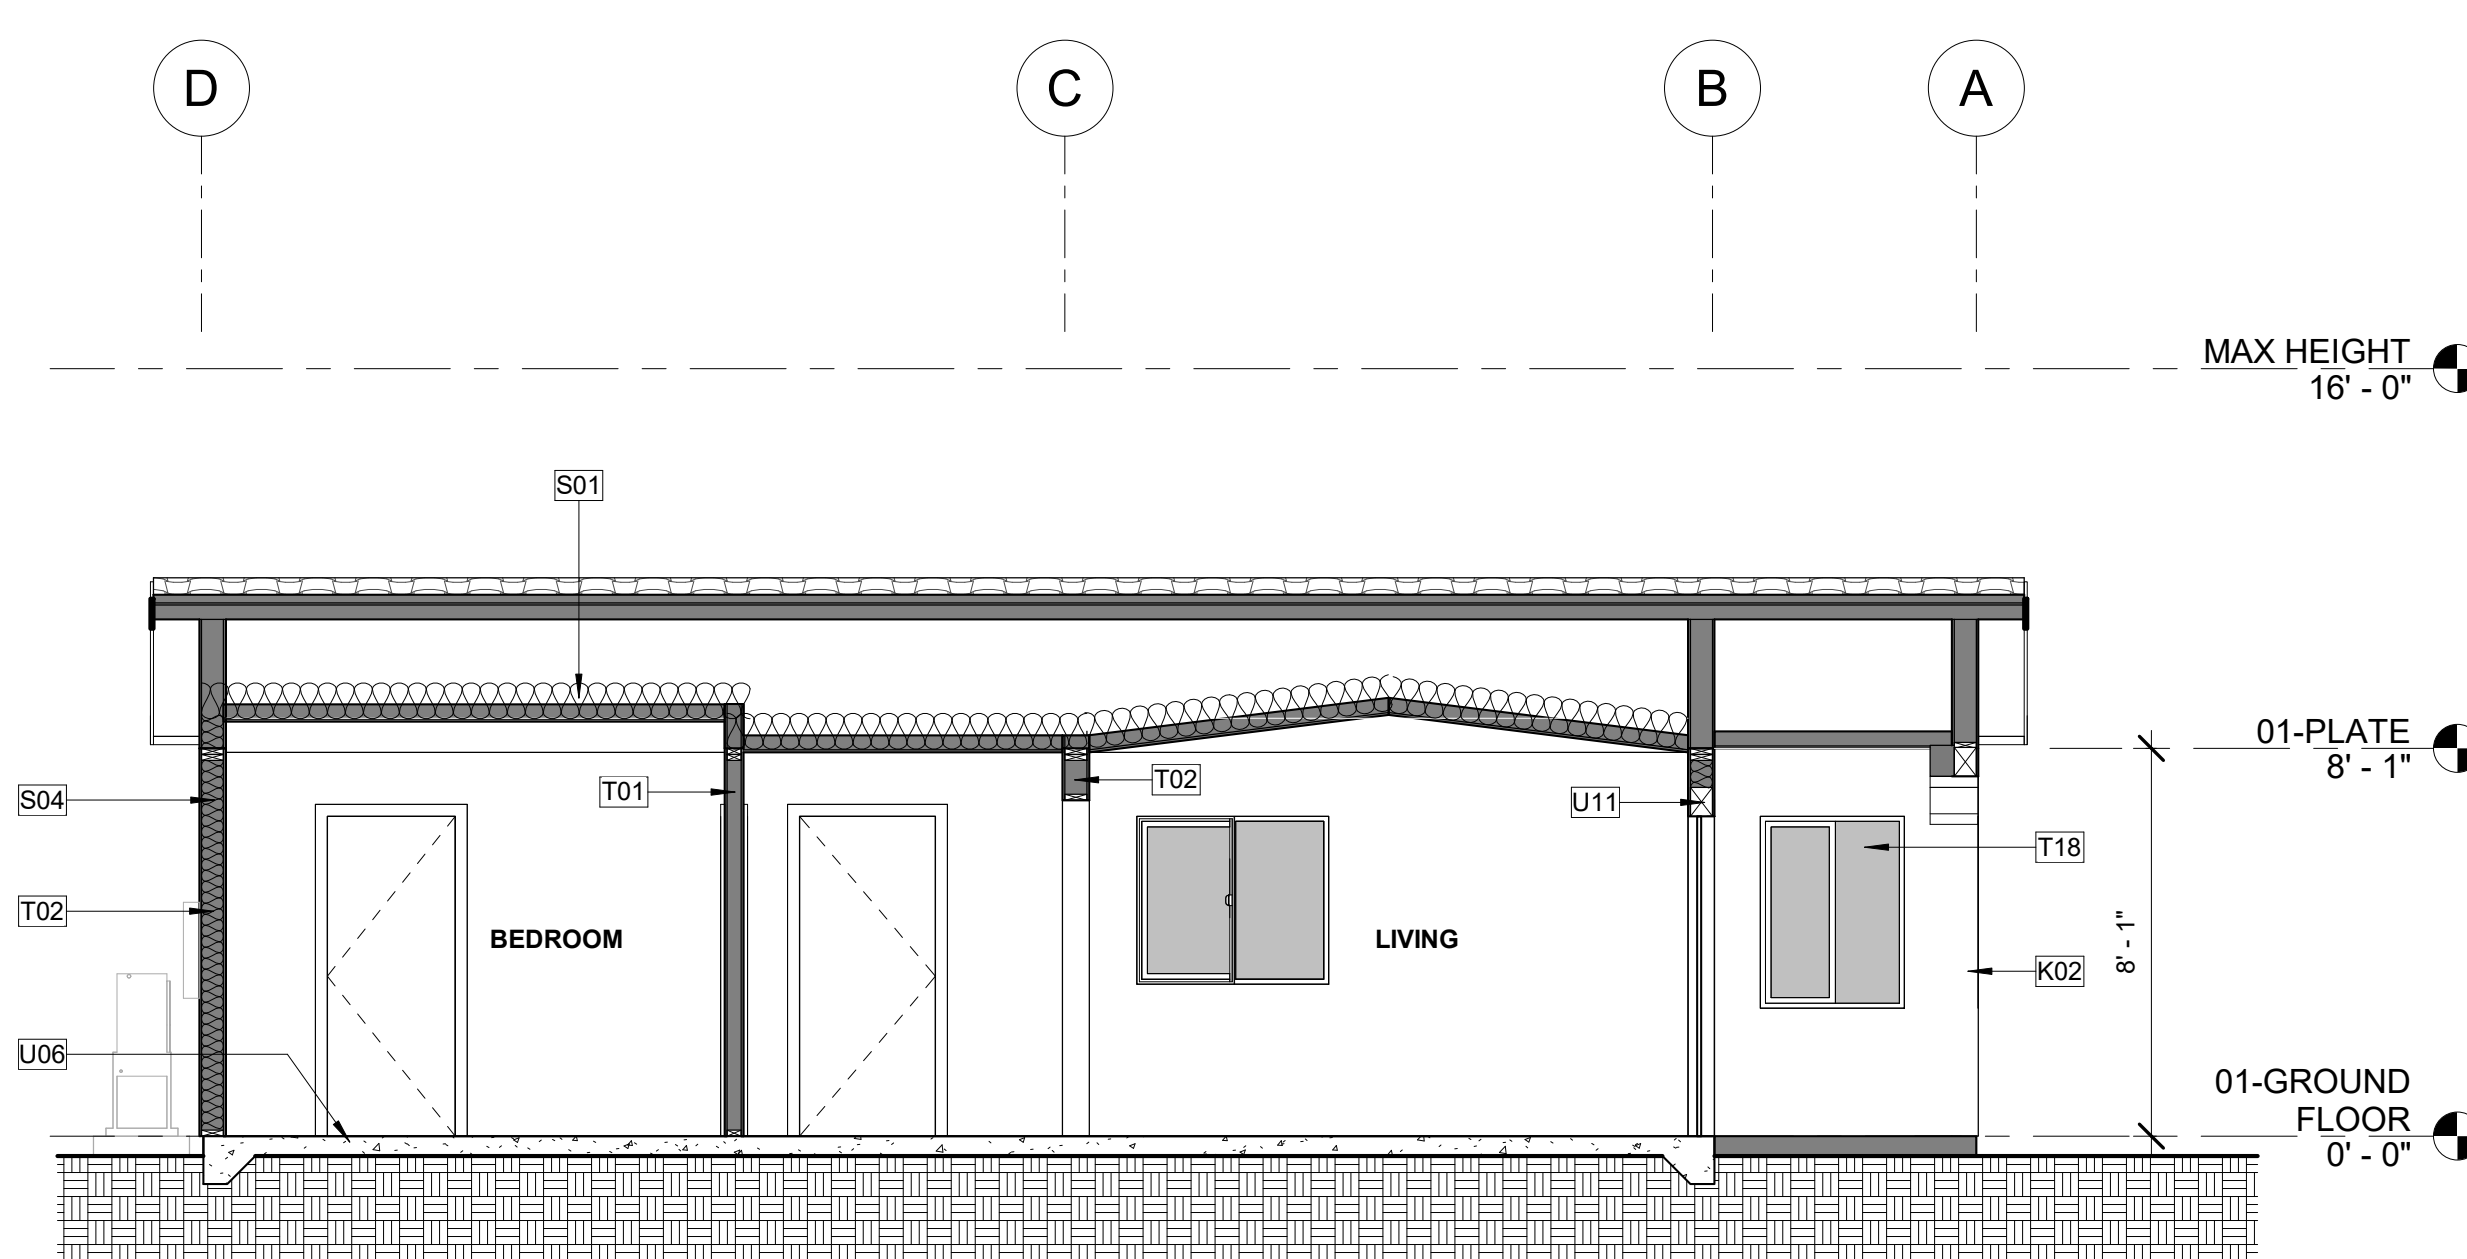 D
C
B
A
MAX HEIGHT
16' - 0"
S01
01-PLATE
8' - 1"
S04
T01
T02
U11
T18
T02
BEDROOM
LIVING
8' - 1"
K02
U06
01-GROUND
FLOOR
0' - 0"